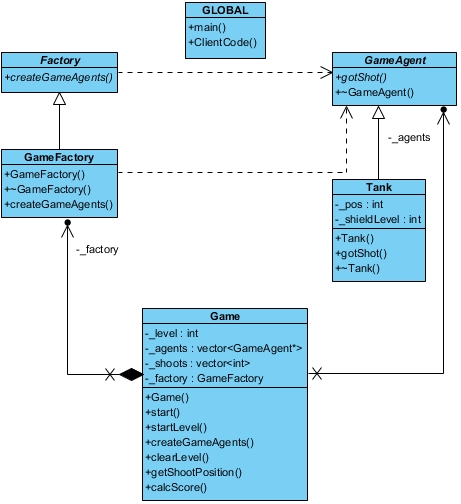 GLOBAL
+main()
+ClientCode()
Factory
+createGameAgents()
GameAgent
+gotShot()
+~GameAgent()
-_agents
GameFactory
+GameFactory()
+~GameFactory()
+createGameAgents()
Tank
-_pos : int
-_shieldLevel : int
+Tank()
+gotShot()
+~Tank()
-_factory
Game
-_level : int
-_agents : vector<GameAgent*>
-_shoots : vector<int>
-_factory : GameFactory
+Game()
+start()
+startLevel()
+createGameAgents()
+clearLevel()
+getShootPosition()
+calcScore()